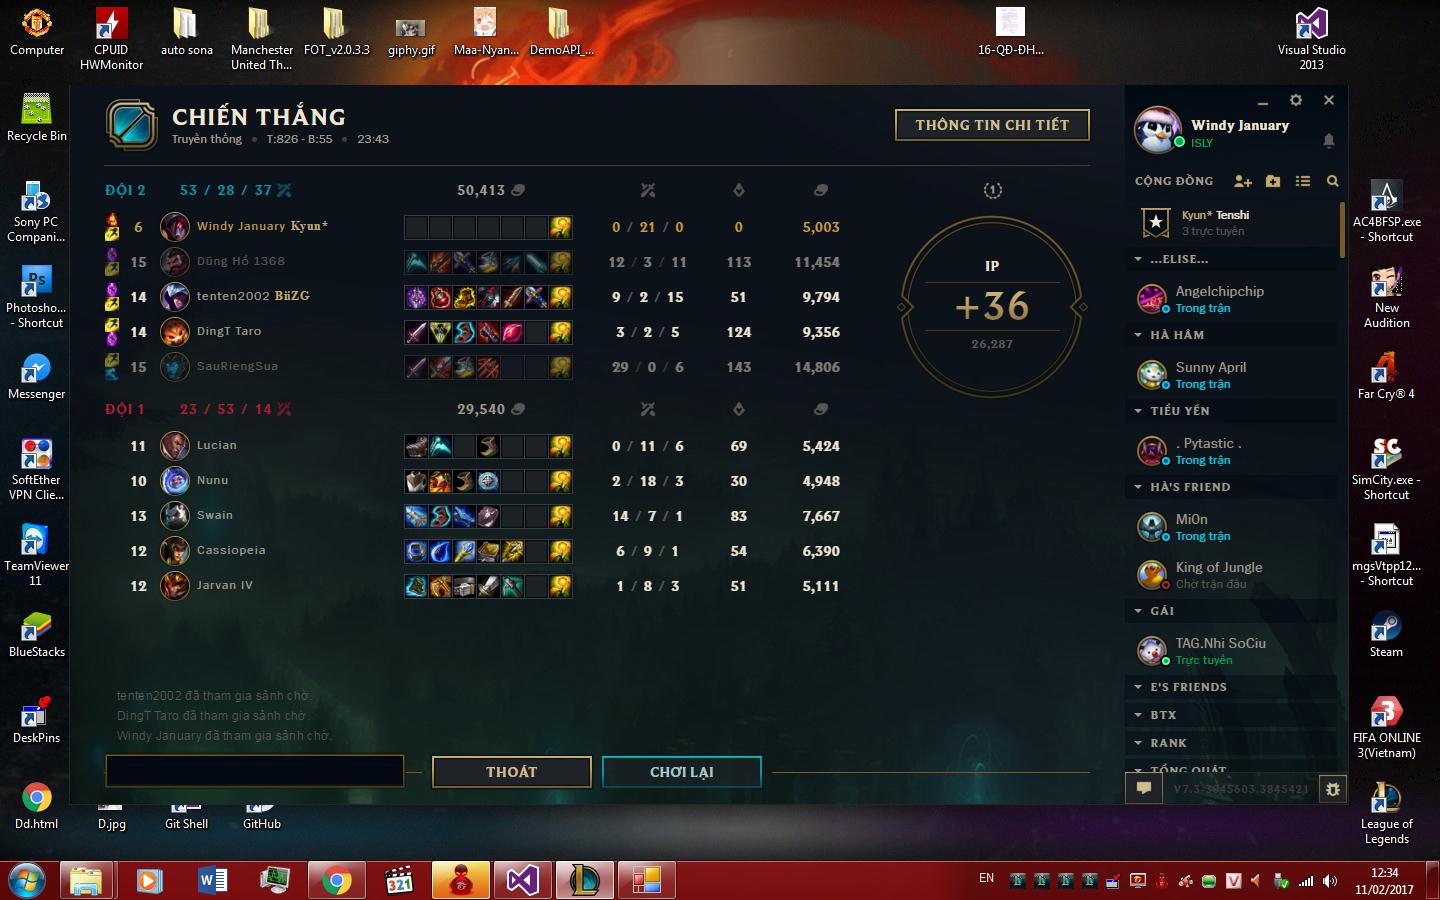 Computer
CPUID
HWMonitor
auto sona
Manchester
United Th...
FOT_v2.0.3.3
giphy.gif
Maa-Nyan...
DemoAPI_...
16-QĐ-ĐH...
Visual Studio
2013
Recycle Bin
Sony PC
Compani...
Photosho...
- Shortcut
Messenger
SoftEther
VPN Clie...
TeamViewer
11
BlueStacks
DeskPins
Dd.html
D.jpg
Git Shell
GitHub
CHIẾN THẮNG
Truyền thống • T:826 - B:55 • 23:43
THÔNG TIN CHI TIẾT
ĐỘI 2 53 / 28 / 37 50,413
6 Windy January Kyun* 0 / 21 / 0 0 5,003
15 Dũng Hổ 1368 12 / 3 / 11 113 11,454
14 tenten2002 BiiZG 9 / 2 / 15 51 9,794
14 DingT Taro 3 / 2 / 5 124 9,356
15 SauRiengSua 29 / 0 / 6 143 14,806
ĐỘI 1 23 / 53 / 14 29,540
11 Lucian 0 / 11 / 6 69 5,424
10 Nunu 2 / 18 / 3 30 4,948
13 Swain 14 / 7 / 1 83 7,667
12 Cassiopeia 6 / 9 / 1 54 6,390
12 Jarvan IV 1 / 8 / 3 51 5,111
1
IP
+36
26,287
tenten2002 đã tham gia sảnh chờ.
DingT Taro đã tham gia sảnh chờ.
Windy January đã tham gia sảnh chờ.
THOÁT
CHƠI LẠI
Windy January
ISLY
CỘNG ĐỒNG
Kyun* Tenshi
3 trực tuyến
...ELISE...
Angelchipchip
Trong trận
HÀ HÂM
Sunny April
Trong trận
TIỂU YẾN
. Pytastic .
Trong trận
HÀ'S FRIEND
Mi0n
Trong trận
King of Jungle
Chờ trận đấu
GÁI
TAG.Nhi SoCiu
Trực tuyến
E'S FRIENDS
BTX
RANK
TỔNG QUÁT
V7.3.3845603.3845421
AC4BFSP.exe
- Shortcut
New
Audition
Far Cry® 4
SimCity.exe -
Shortcut
mgsVtpp12...
- Shortcut
Steam
FIFA ONLINE
3(Vietnam)
League of
Legends
321
EN
12:34
11/02/2017